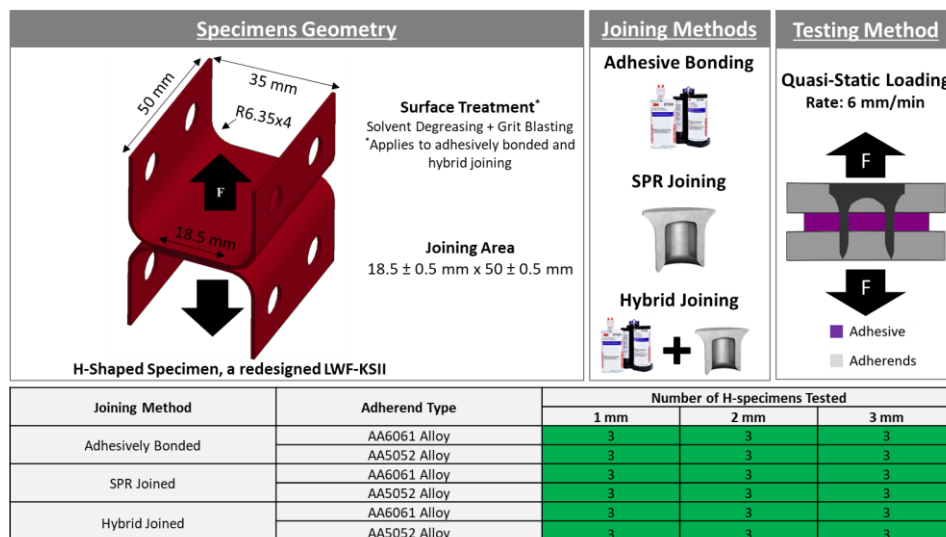 Specimens Geometry
50 mm
35 mm
R6.35x4
F
18.5 mm
Surface Treatment*
Solvent Degreasing + Grit Blasting
*Applies to adhesively bonded and
hybrid joining
Joining Area
18.5 ± 0.5 mm x 50 ± 0.5 mm
H-Shaped Specimen, a redesigned LWF-KSII
Joining Methods
Adhesive Bonding
SPR Joining
Hybrid Joining
Testing Method
Quasi-Static Loading
Rate: 6 mm/min
F
F
Adhesive
Adherends
Joining Method Adherend Type Number of H-specimens Tested
1 mm 2 mm 3 mm
Adhesively Bonded AA6061 Alloy 3 3 3
AA5052 Alloy 3 3 3
SPR Joined AA6061 Alloy 3 3 3
AA5052 Alloy 3 3 3
Hybrid Joined AA6061 Alloy 3 3 3
AA5052 Alloy 3 3 3